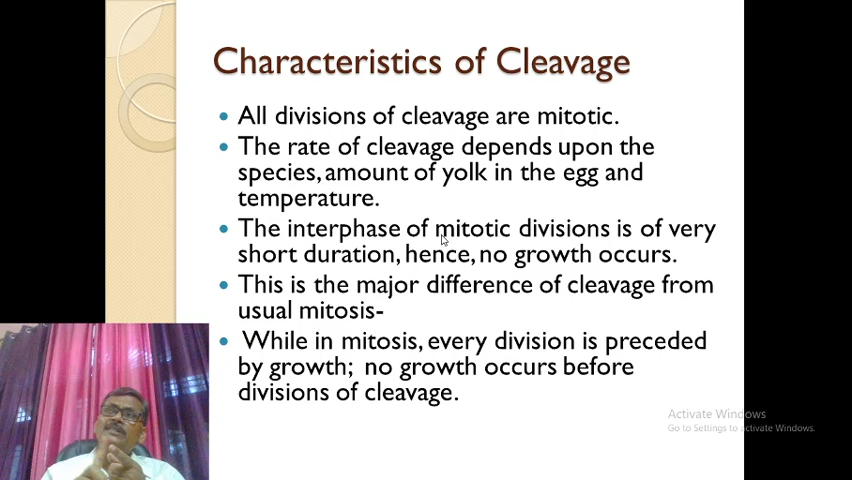 Characteristics of Cleavage
• All divisions of cleavage are mitotic.
• The rate of cleavage depends upon the
species, amount of yolk in the egg and
temperature.
• The interphase of mitotic divisions is of very
short duration, hence, no growth occurs.
• This is the major difference of cleavage from
usual mitosis-
• While in mitosis, every division is preceded
by growth; no growth occurs before
divisions of cleavage.
Activate Windows
Go to Settings to activate Windows.